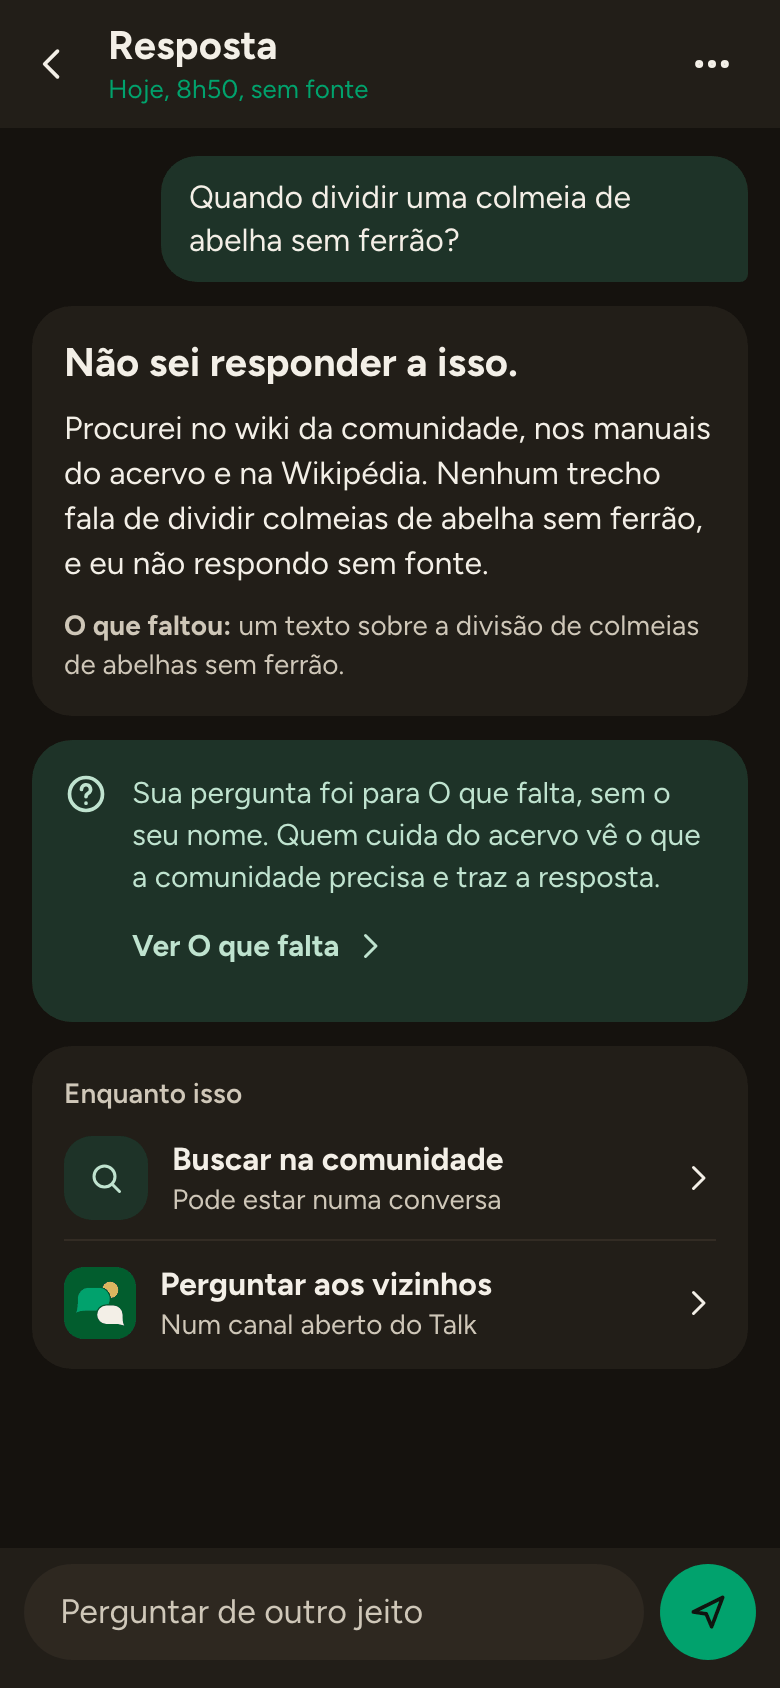 Resposta
Hoje, 8h50, sem fonte
Quando dividir uma colmeia de
abelha sem ferrão?
Não sei responder a isso.
Procurei no wiki da comunidade, nos manuais
do acervo e na Wikipédia. Nenhum trecho
fala de dividir colmeias de abelha sem ferrão,
e eu não respondo sem fonte.
O que faltou: um texto sobre a divisão de colmeias
de abelhas sem ferrão.
Sua pergunta foi para O que falta, sem o
seu nome. Quem cuida do acervo vê o que
a comunidade precisa e traz a resposta.
Ver O que falta
Enquanto isso
Buscar na comunidade
Pode estar numa conversa
Perguntar aos vizinhos
Num canal aberto do Talk
Perguntar de outro jeito